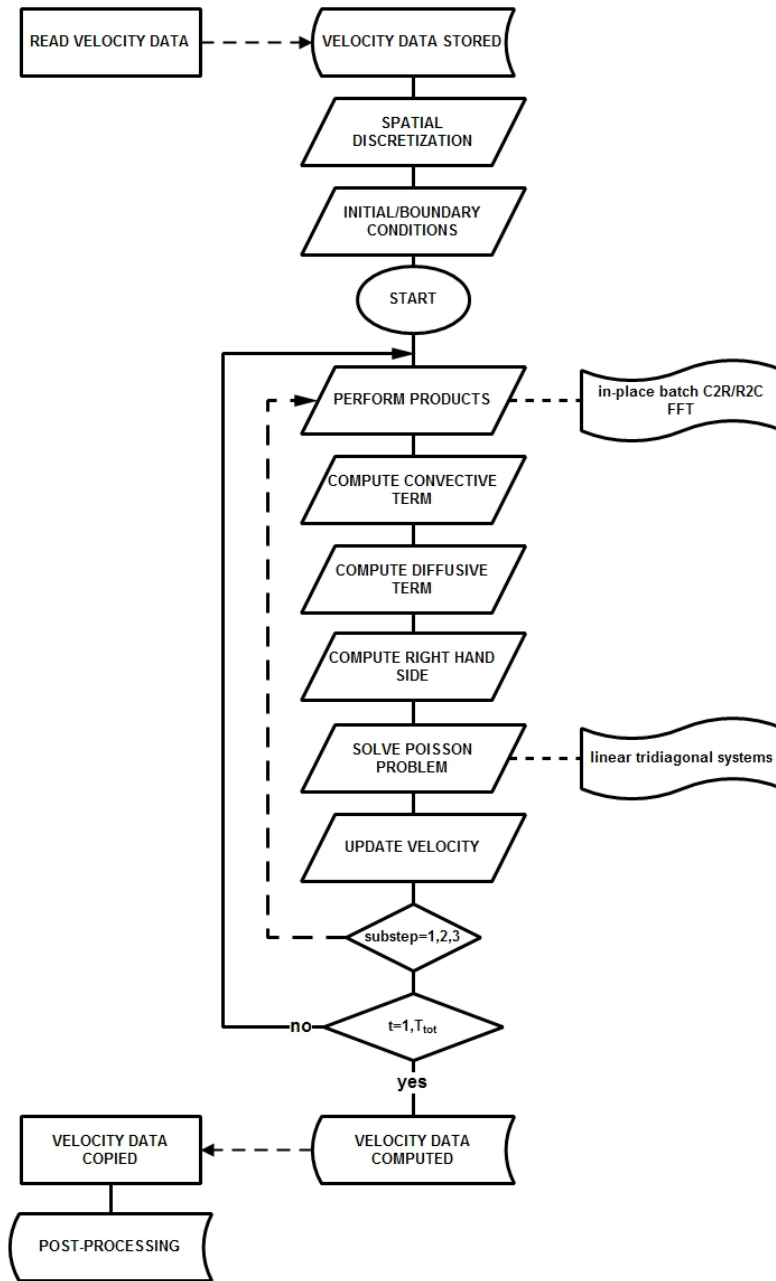 READ VELOCITY DATA
VELOCITY DATA STORED
SPATIAL
DISCRETIZATION
INITIAL/BOUNDARY
CONDITIONS
START
PERFORM PRODUCTS
in-place batch C2R/R2C
FFT
COMPUTE CONVECTIVE
TERM
COMPUTE DIFFUSIVE
TERM
COMPUTE RIGHT HAND
SIDE
SOLVE POISSON
PROBLEM
linear tridiagonal systems
UPDATE VELOCITY
substep=1,2,3
no
t=1,Ttot
yes
VELOCITY DATA
COPIED
VELOCITY DATA
COMPUTED
POST-PROCESSING